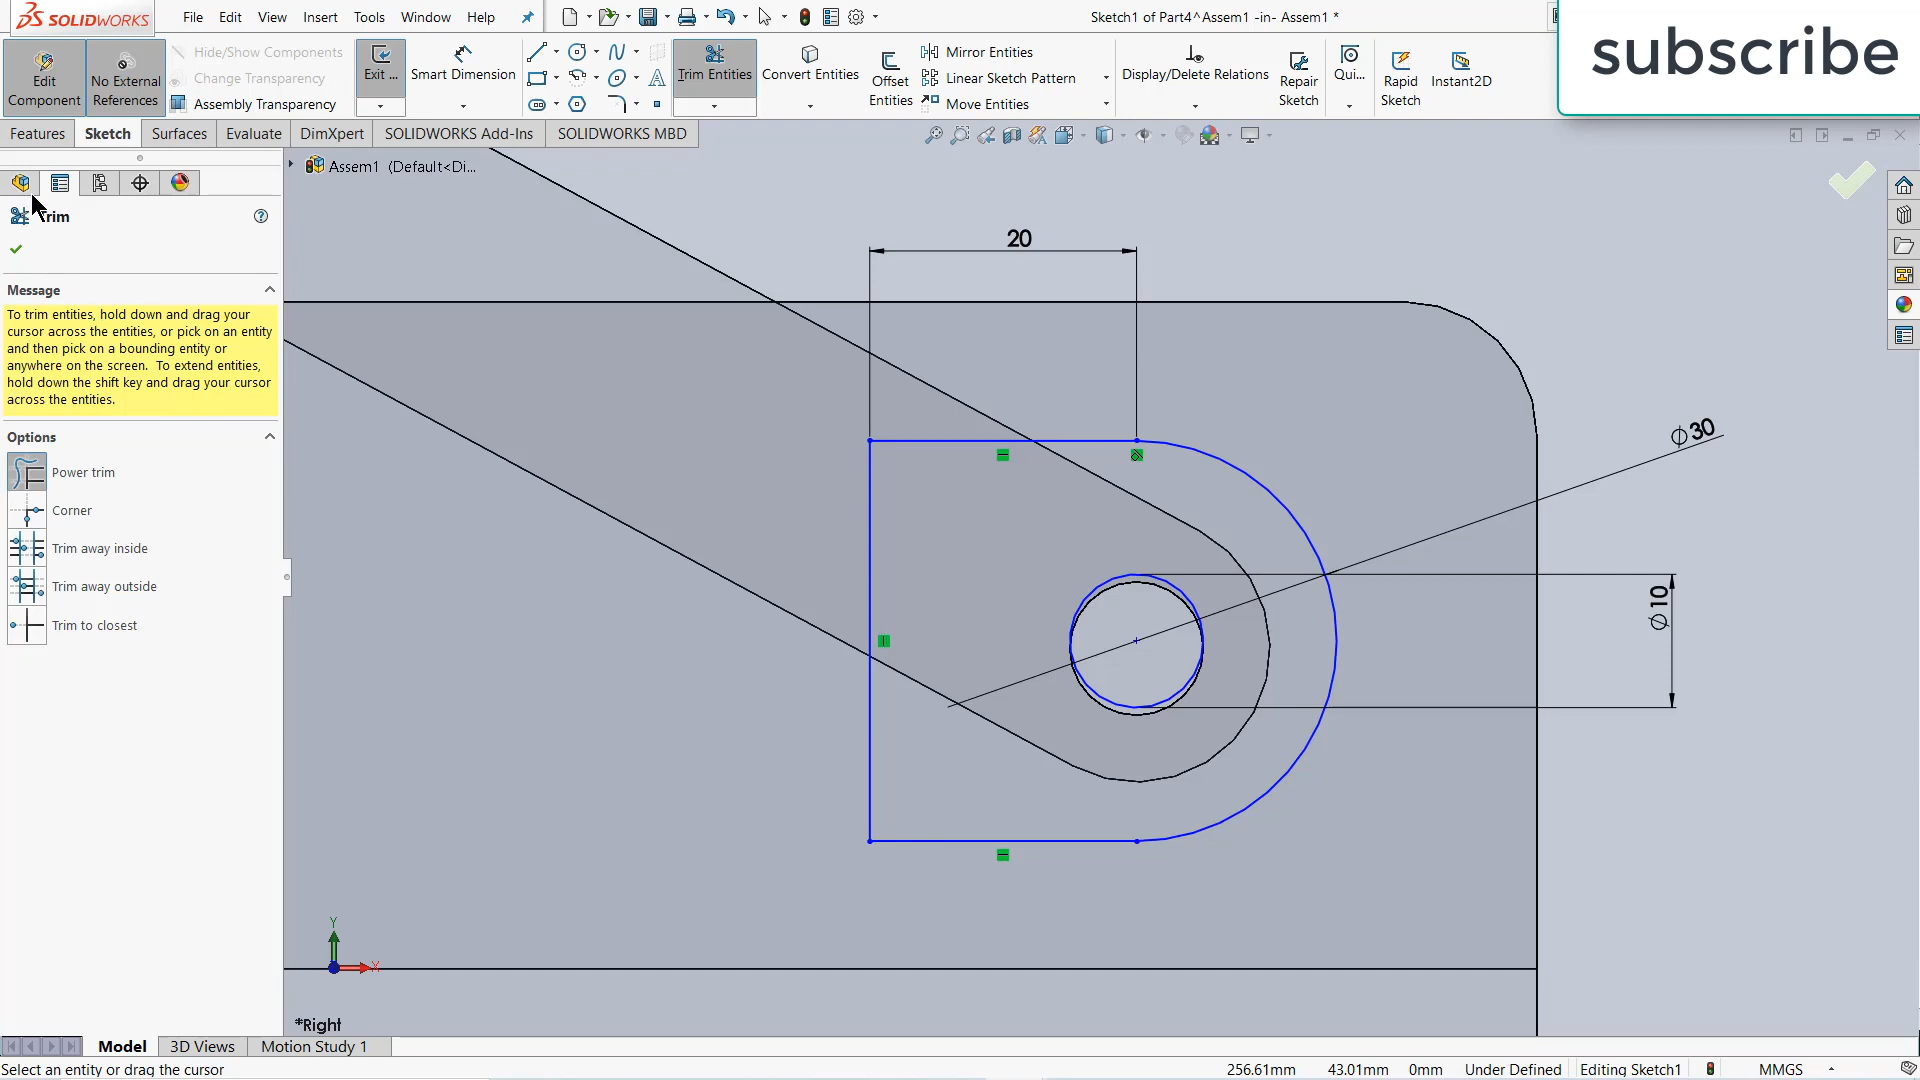 SOLIDWORKS
File Edit View Insert Tools Window Help
Sketch1 of Part4^Assem1 -in- Assem1 *
subscribe
Edit Component
No External References
Hide/Show Components
Change Transparency
Assembly Transparency
Exit ...
Smart Dimension
Trim Entities
Convert Entities
Offset Entities
Mirror Entities
Linear Sketch Pattern
Move Entities
Display/Delete Relations
Repair Sketch
Qui...
Rapid Sketch
Instant2D
Features Sketch Surfaces Evaluate DimXpert SOLIDWORKS Add-Ins SOLIDWORKS MBD
Assem1 (Default<Di...
Trim
Message
To trim entities, hold down and drag your
cursor across the entities, or pick on an entity
and then pick on a bounding entity or
anywhere on the screen. To extend entities,
hold down the shift key and drag your cursor
across the entities.
Options
Power trim
Corner
Trim away inside
Trim away outside
Trim to closest
20
∅30
∅10
Y
X
*Right
Model 3D Views Motion Study 1
Select an entity or drag the cursor
256.61mm 43.01mm 0mm Under Defined Editing Sketch1 MMGS